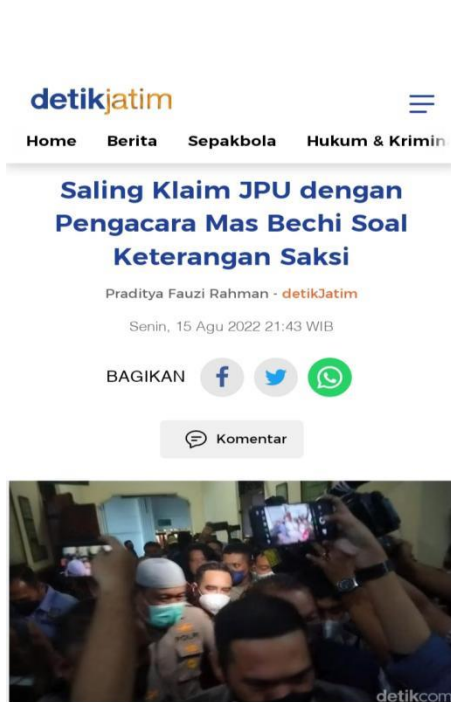 detikjatim
Home Berita Sepakbola Hukum & Krimin
Saling Klaim JPU dengan
Pengacara Mas Bechi Soal
Keterangan Saksi
Praditya Fauzi Rahman - detikJatim
Senin, 15 Agu 2022 21:43 WIB
BAGIKAN
Komentar
detikcom